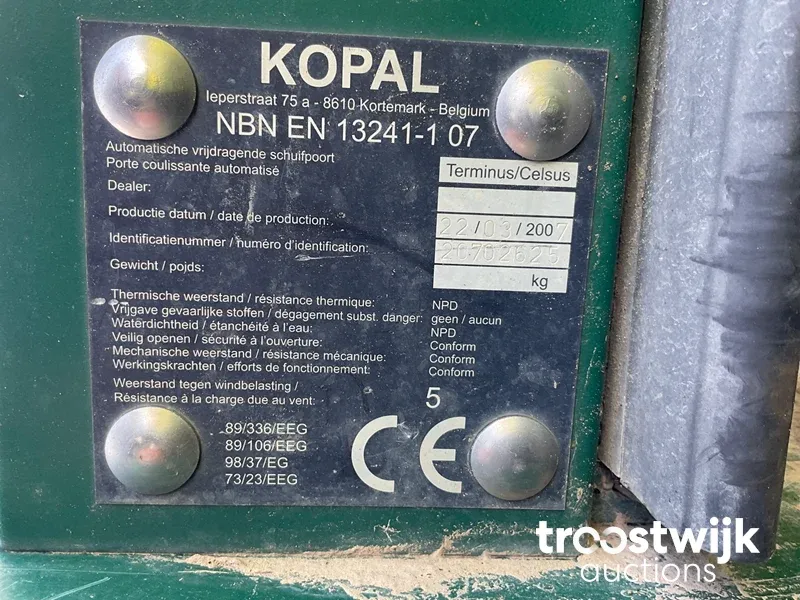 KOPAL
Ieperstraat 75 a - 8610 Kortemark - Belgium
NBN EN 13241-1 07
Automatische vrijdragende schuifpoort
Porte coulissante automatisé
Terminus/Celsus
Dealer:
Productie datum / date de production: 22/03/2007
Identificatienummer / numéro d'identification:
Gewicht / pojds: kg
Thermische weerstand / résistance thermique: NPD
Vrijgave gevaarlijke stoffen / dégagement subst. danger: geen / aucun
Waterdichtheid / étanchéité à l'eau: NPD
Veilig openen / sécurité à l'ouverture: Conform
Mechanische weerstand / résistance mécanique: Conform
Werkingskrachten / efforts de fonctionnement: Conform
Weerstand tegen windbelasting /
Résistance à la charge due au vent: 5
89/336/EEG
89/106/EEG
98/37/EG
73/23/EEG
CE
troostwijk
auctions